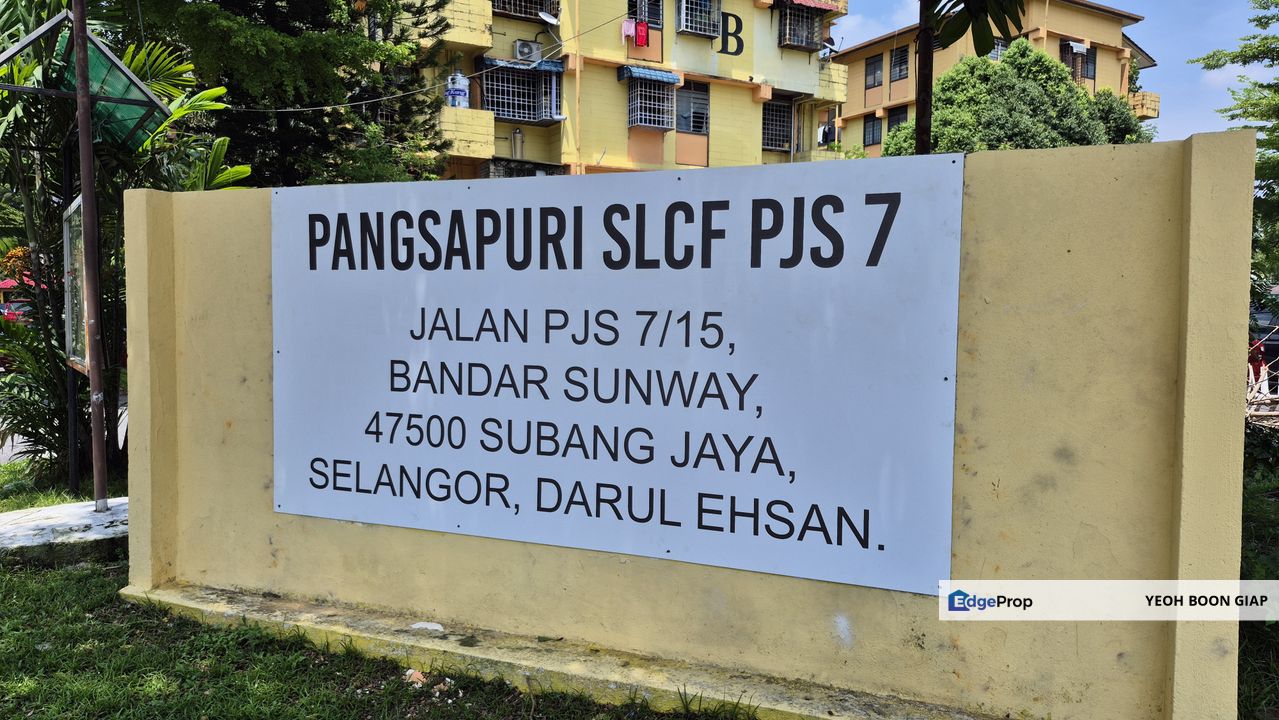 B
PANGSAPURI SLCF PJS 7
JALAN PJS 7/15,
BANDAR SUNWAY,
47500 SUBANG JAYA,
SELANGOR, DARUL EHSAN.
EdgeProp
YEOH BOON GIAP